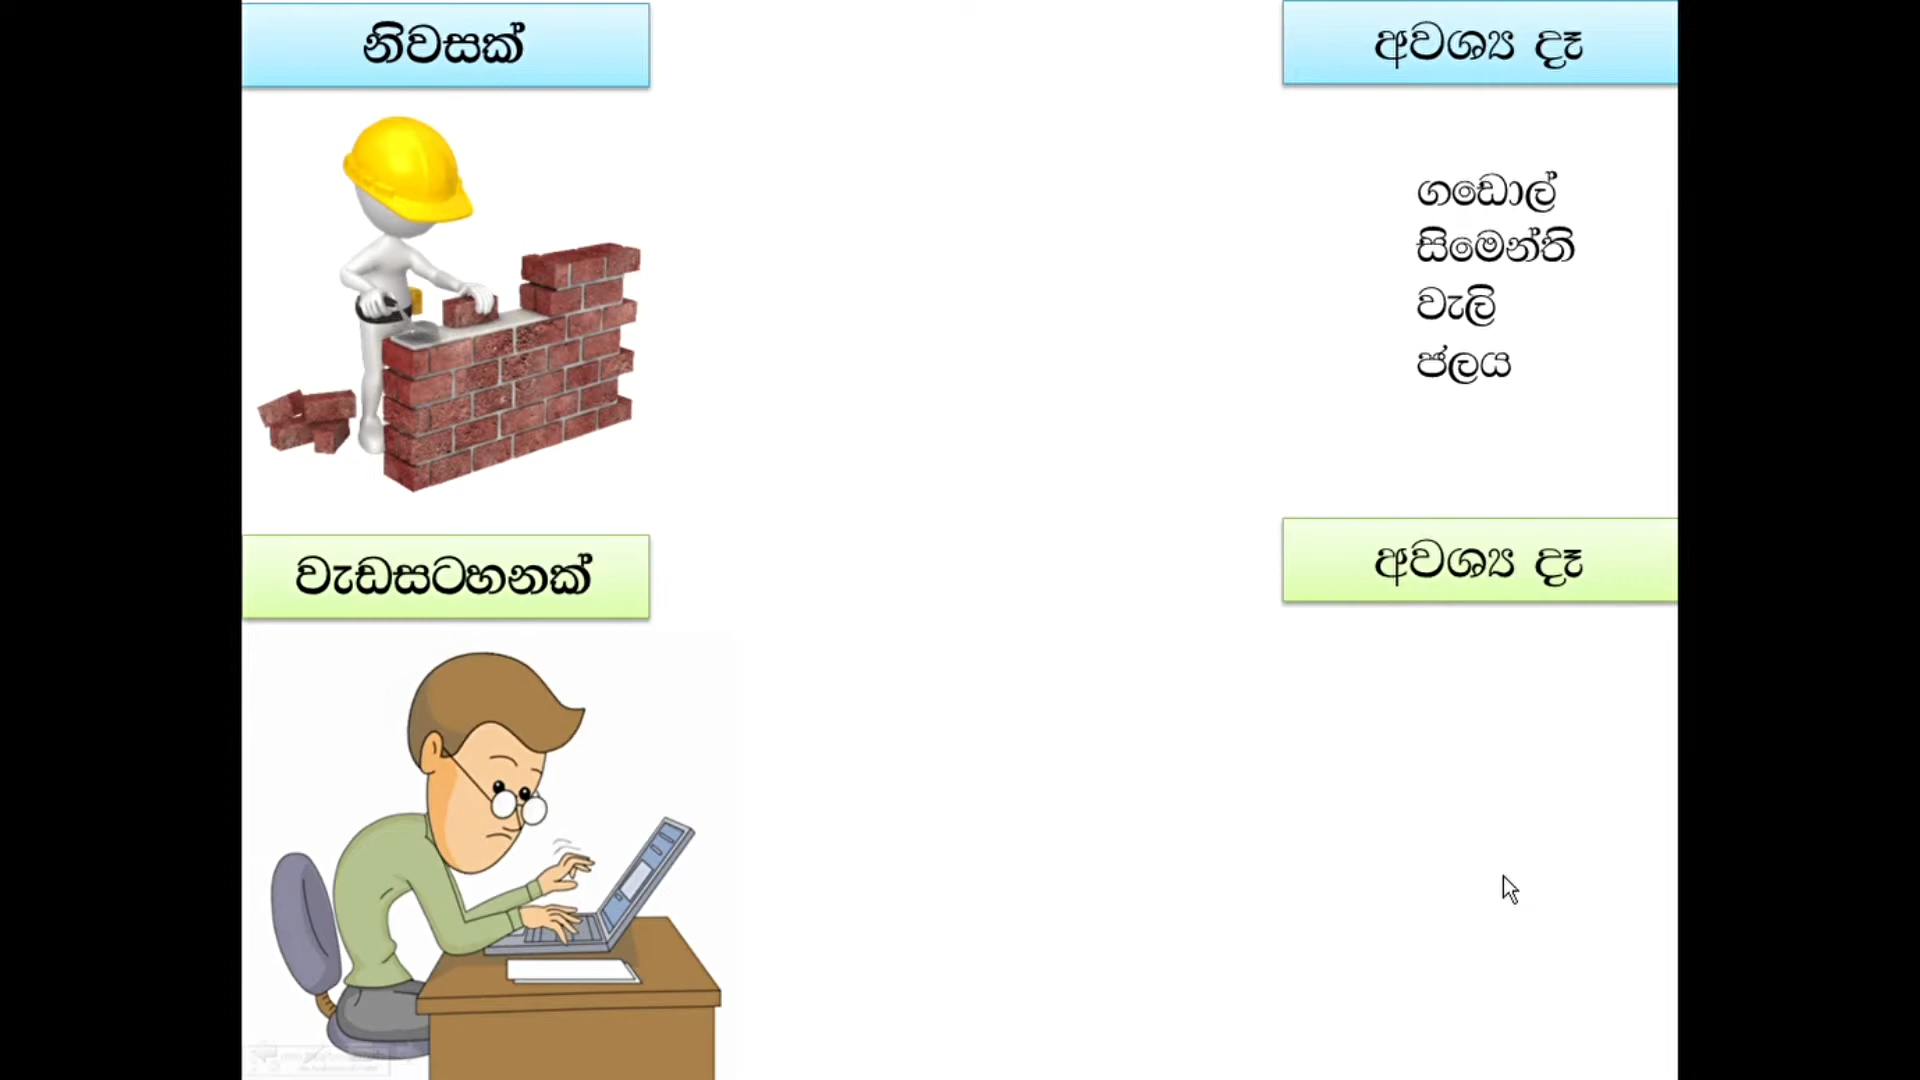 නිවසක්
අවශ්‍ය දෑ
ගඩොල්
සිමෙන්ති
වැලි
ජලය
වැඩසටහනක්
අවශ්‍ය දෑ